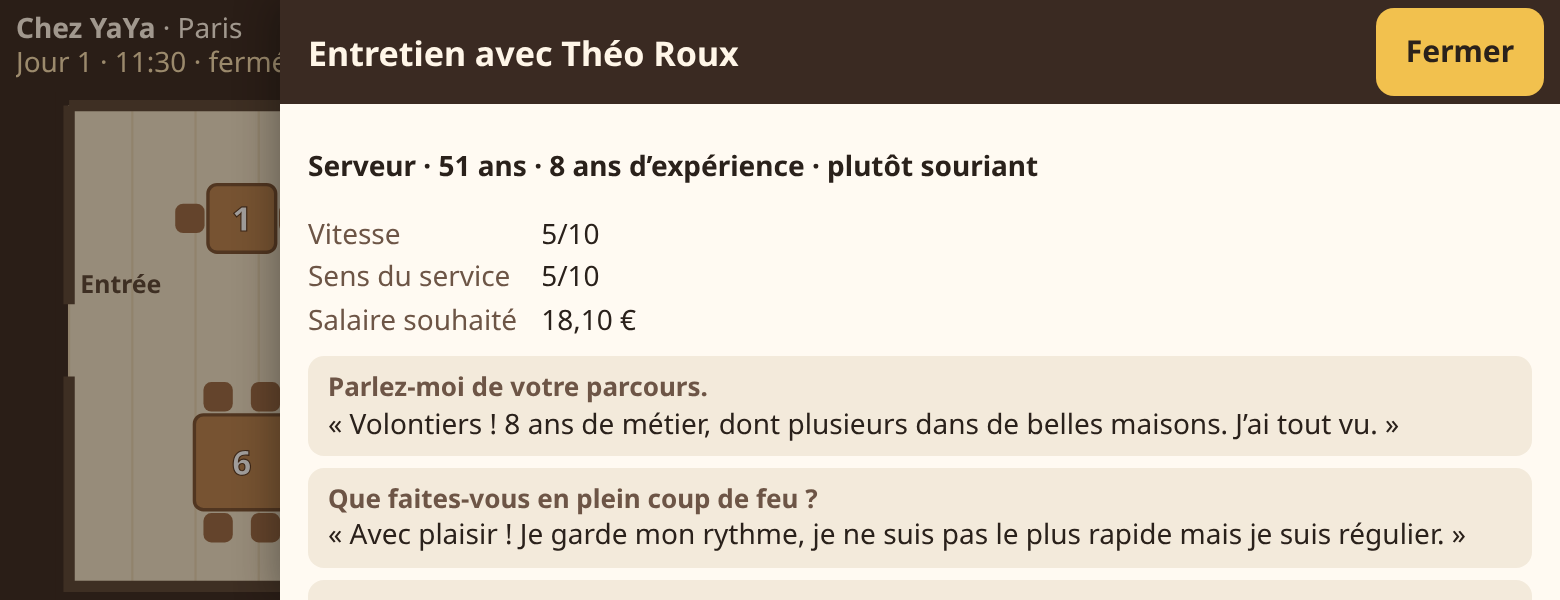 Chez YaYa · Paris
Jour 1 · 11:30 · fermé
1
Entrée
6
Entretien avec Théo Roux
Fermer
Serveur · 51 ans · 8 ans d’expérience · plutôt souriant
Vitesse 5/10
Sens du service 5/10
Salaire souhaité 18,10 €
Parlez-moi de votre parcours.
« Volontiers ! 8 ans de métier, dont plusieurs dans de belles maisons. J’ai tout vu. »
Que faites-vous en plein coup de feu ?
« Avec plaisir ! Je garde mon rythme, je ne suis pas le plus rapide mais je suis régulier. »